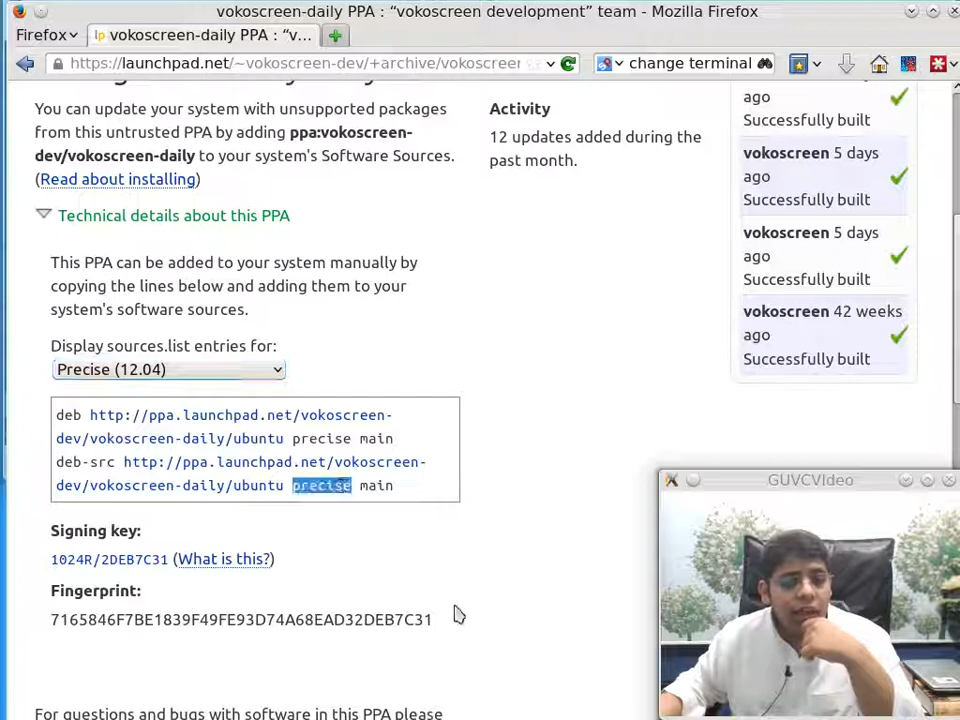 vokoscreen-daily PPA : “vokoscreen development” team - Mozilla Firefox
Firefox
lp vokoscreen-daily PPA : “v...
https://launchpad.net/~vokoscreen-dev/+archive/vokoscreen
change terminal
You can update your system with unsupported packages
from this untrusted PPA by adding ppa:vokoscreen-
dev/vokoscreen-daily to your system's Software Sources.
(Read about installing)
Technical details about this PPA
This PPA can be added to your system manually by
copying the lines below and adding them to your
system's software sources.
Display sources.list entries for:
Precise (12.04)
deb http://ppa.launchpad.net/vokoscreen-
dev/vokoscreen-daily/ubuntu precise main
deb-src http://ppa.launchpad.net/vokoscreen-
dev/vokoscreen-daily/ubuntu precise main
Signing key:
1024R/2DEB7C31 (What is this?)
Fingerprint:
7165846F7BE1839F49FE93D74A68EAD32DEB7C31
For questions and bugs with software in this PPA please
Activity
12 updates added during the
past month.
ago
Successfully built
vokoscreen 5 days
ago
Successfully built
vokoscreen 5 days
ago
Successfully built
vokoscreen 42 weeks
ago
Successfully built
GUVCVIdeo